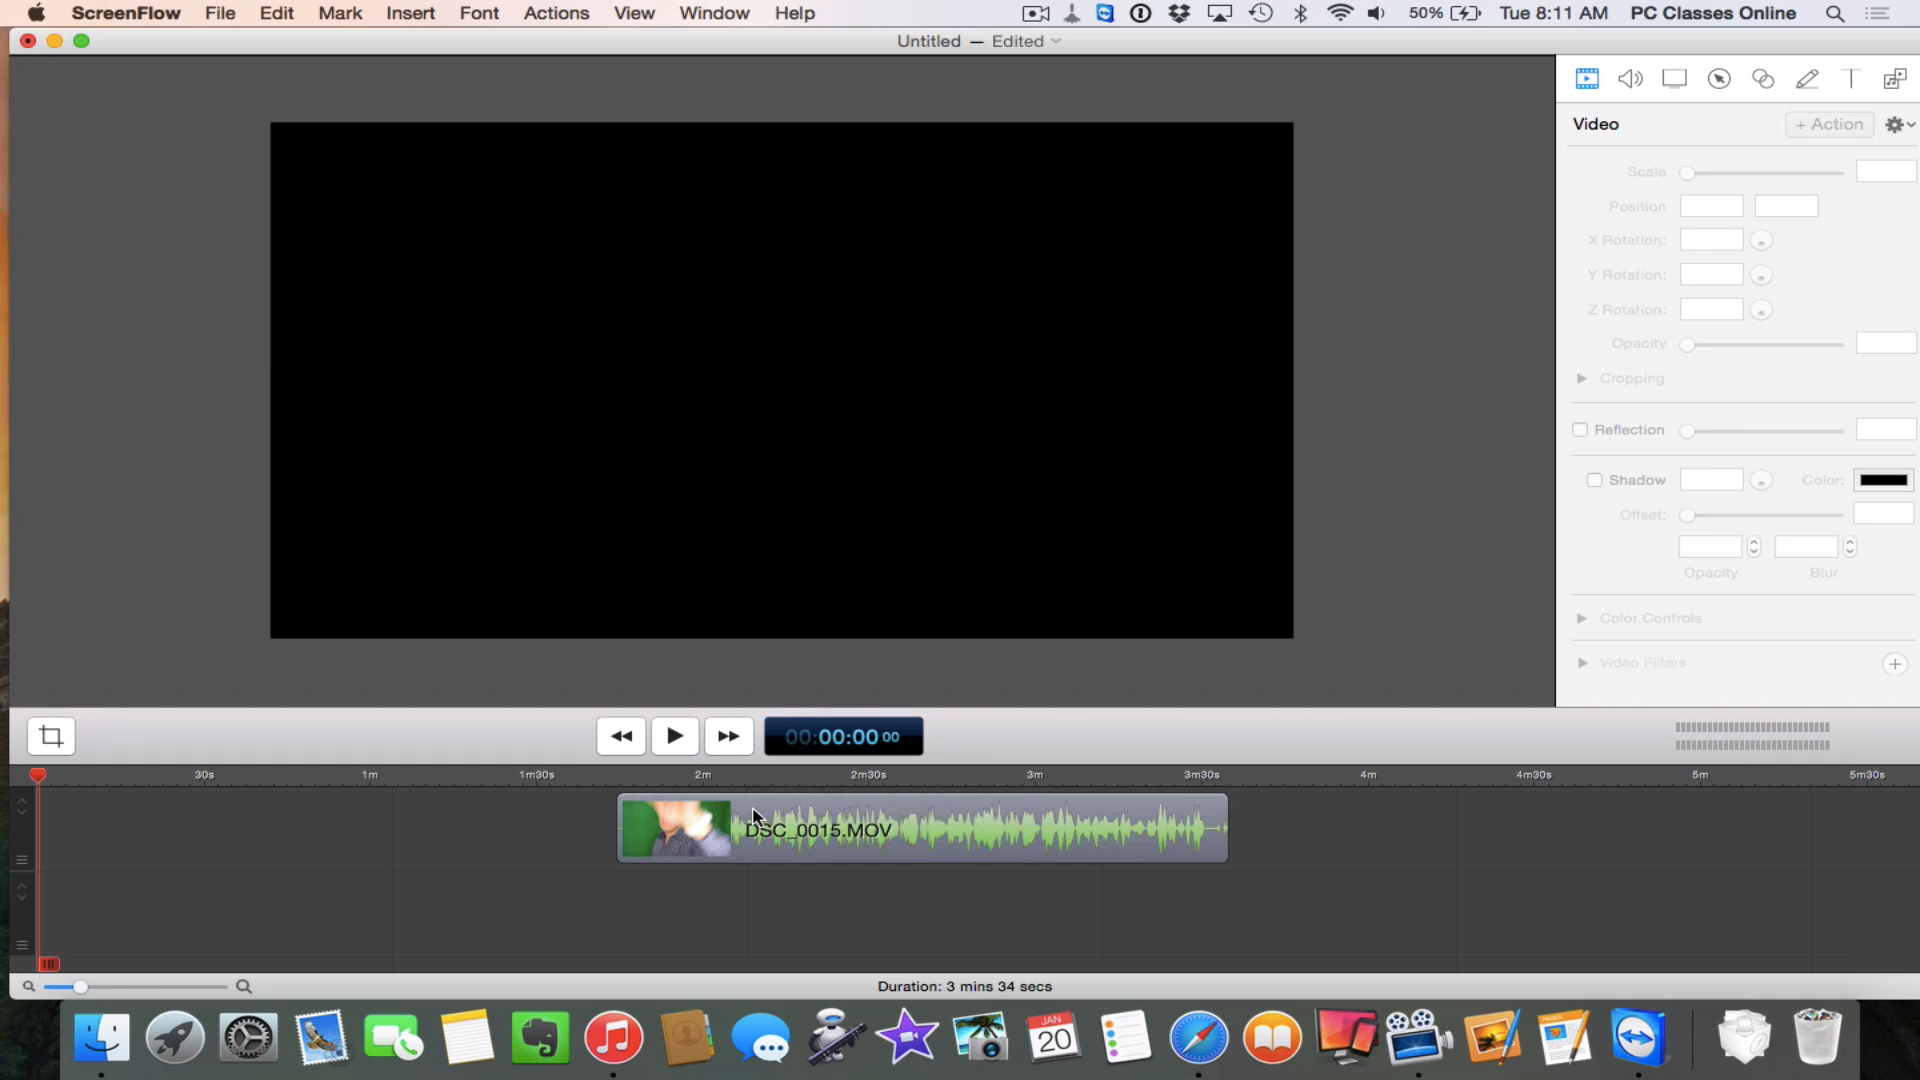 ScreenFlow File Edit Mark Insert Font Actions View Window Help 50% Tue 8:11 AM PC Classes Online
Untitled — Edited
Video + Action
Scale
Position
X Rotation:
Y Rotation:
Z Rotation:
Opacity
Cropping
Reflection
Shadow Color:
Offset:
Opacity Blur
Color Controls
Video Filters
00:00:00 00
30s 1m 1m30s 2m 2m30s 3m 3m30s 4m 4m30s 5m 5m30s
DSC_0015.MOV
Duration: 3 mins 34 secs
JAN
20
PAGES